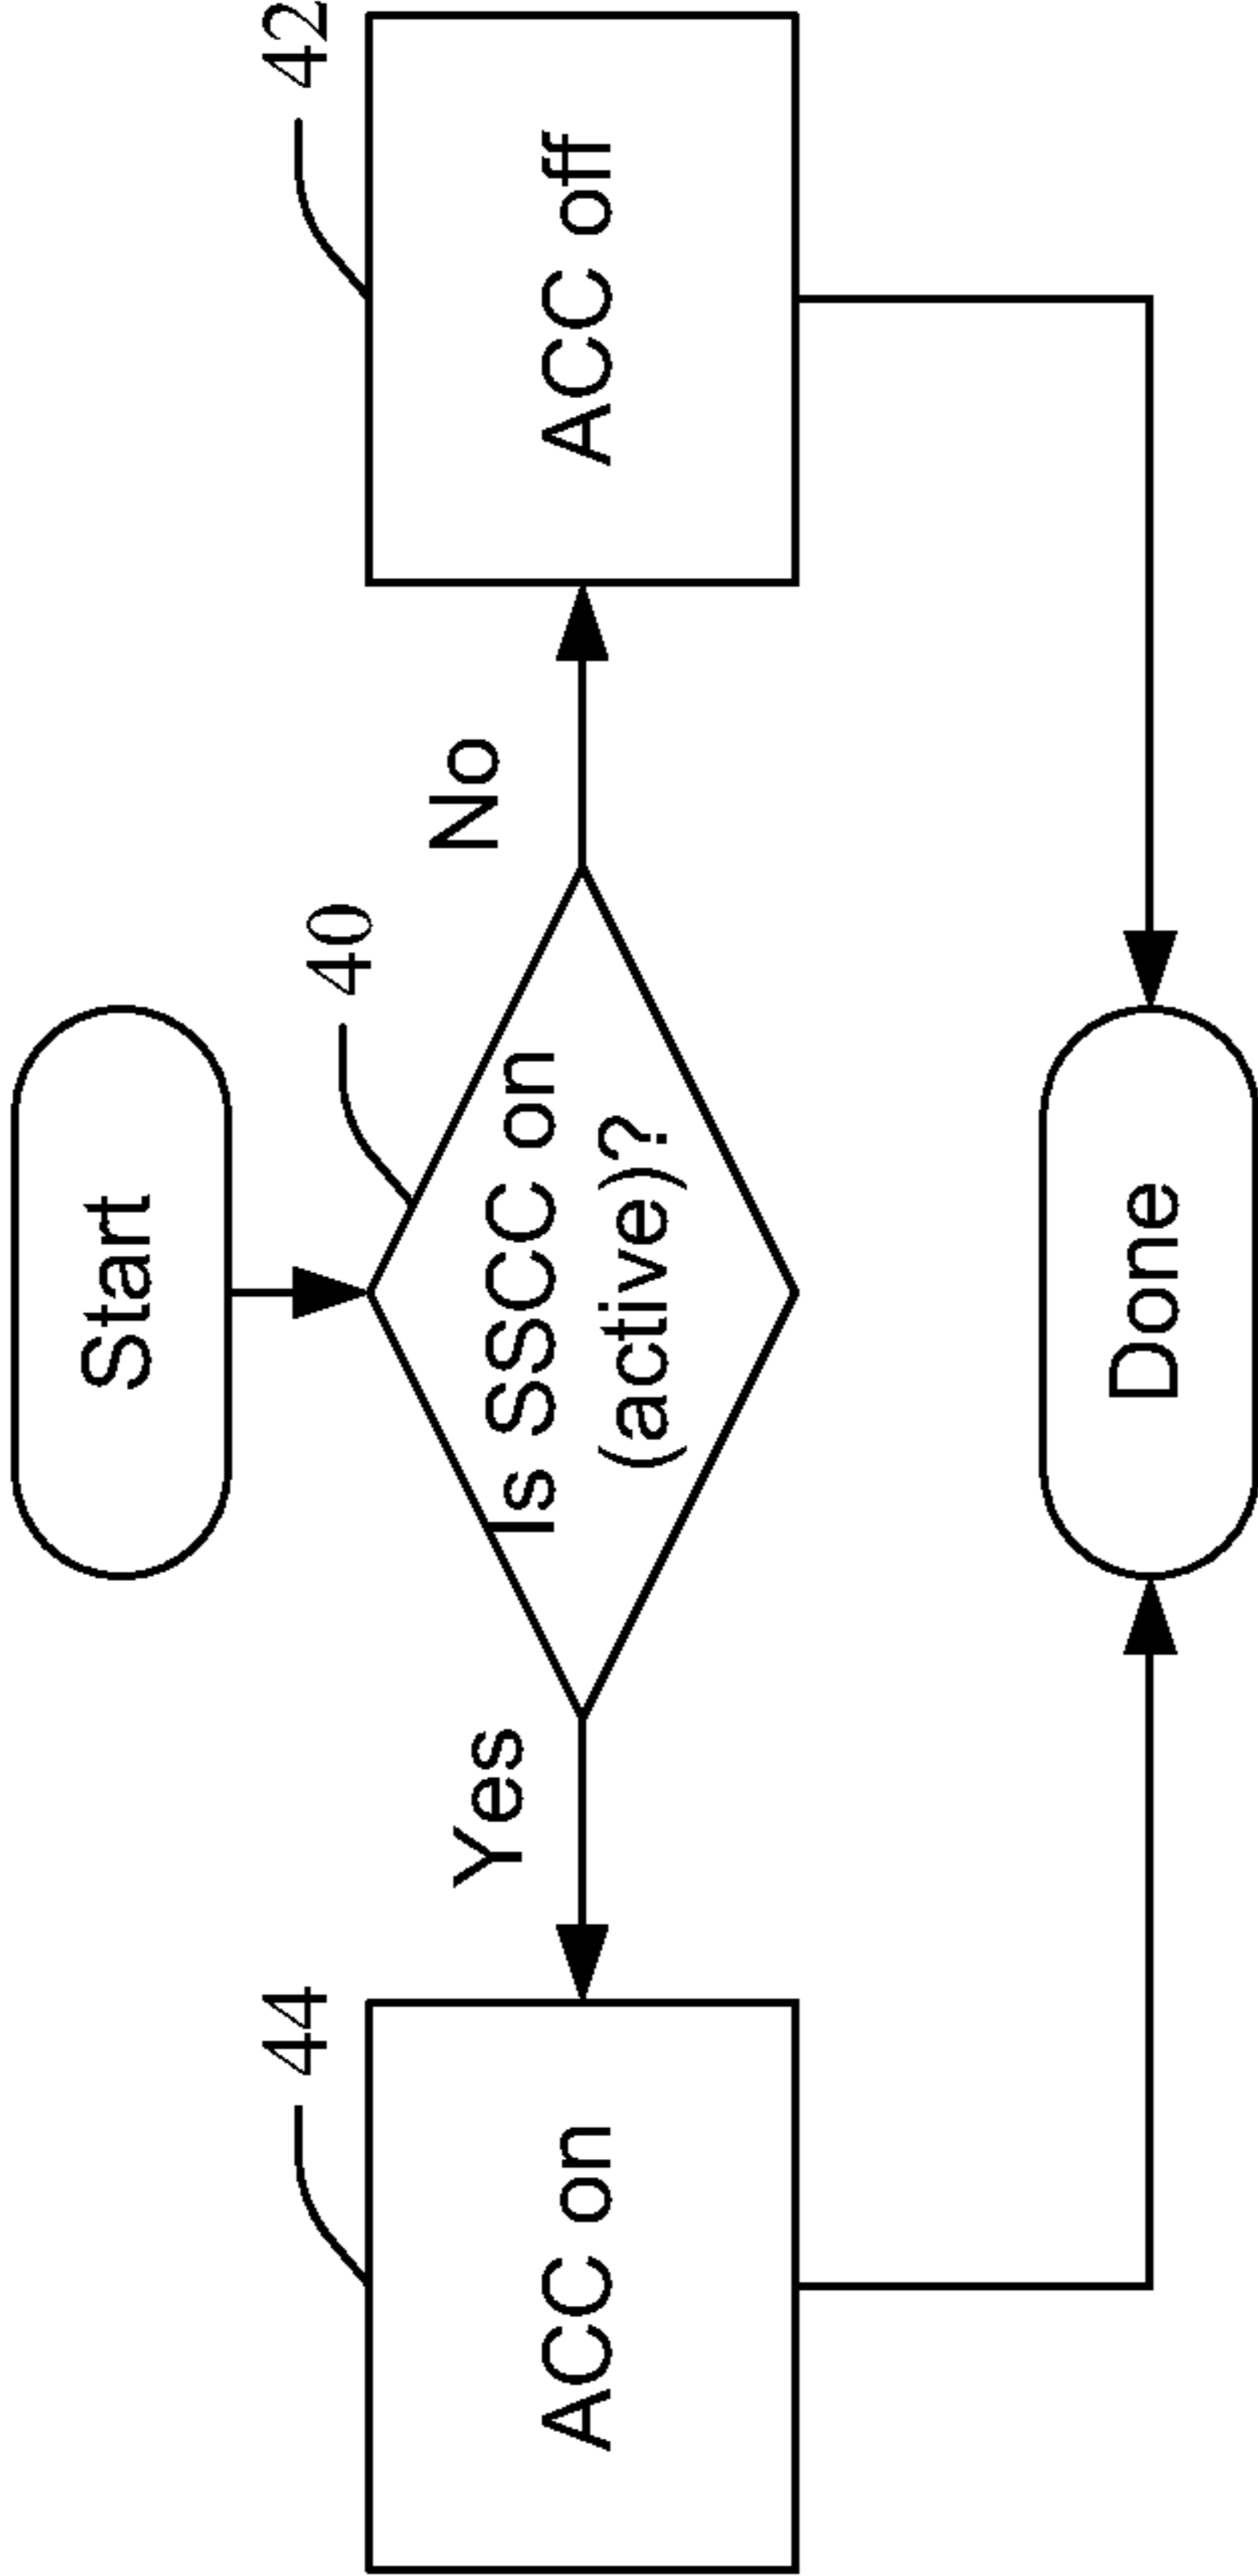 Start
40
Is SSCC on
(active)?
Yes
No
44
ACC on
42
ACC off
Done